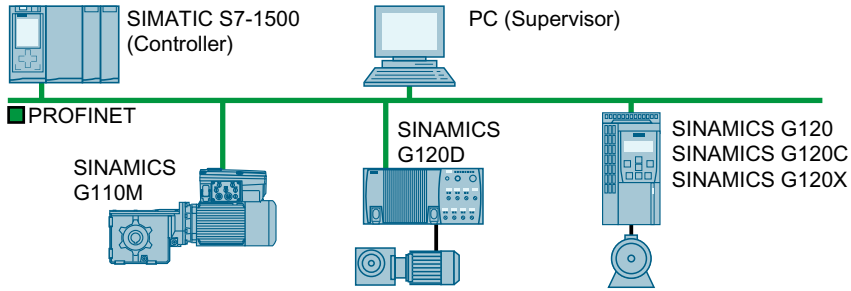 SIMATIC S7-1500
(Controller)
PC (Supervisor)
PROFINET
SINAMICS
G110M
SINAMICS
G120D
SINAMICS G120
SINAMICS G120C
SINAMICS G120X